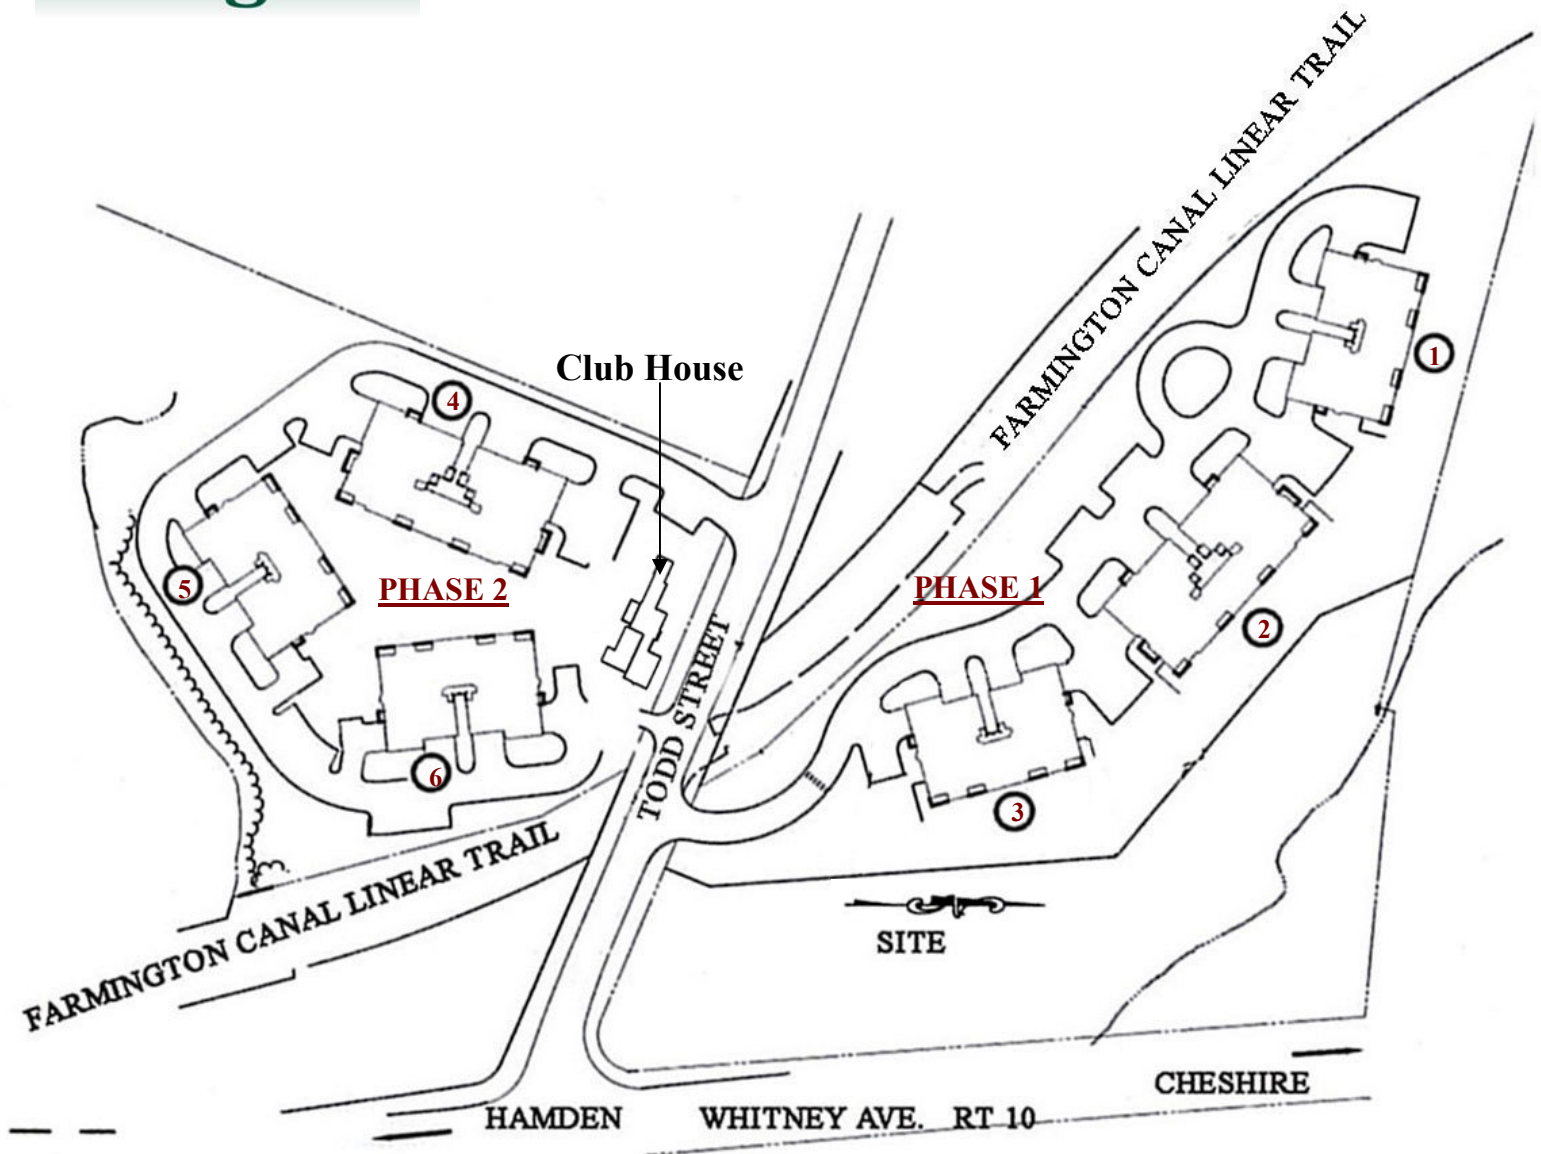 FARMINGTON CANAL LINEAR TRAIL
1
Club House
4
5
PHASE 2
PHASE 1
2
TODD STREET
6
3
FARMINGTON CANAL LINEAR TRAIL
SITE
CHESHIRE
HAMDEN WHITNEY AVE. RT 10